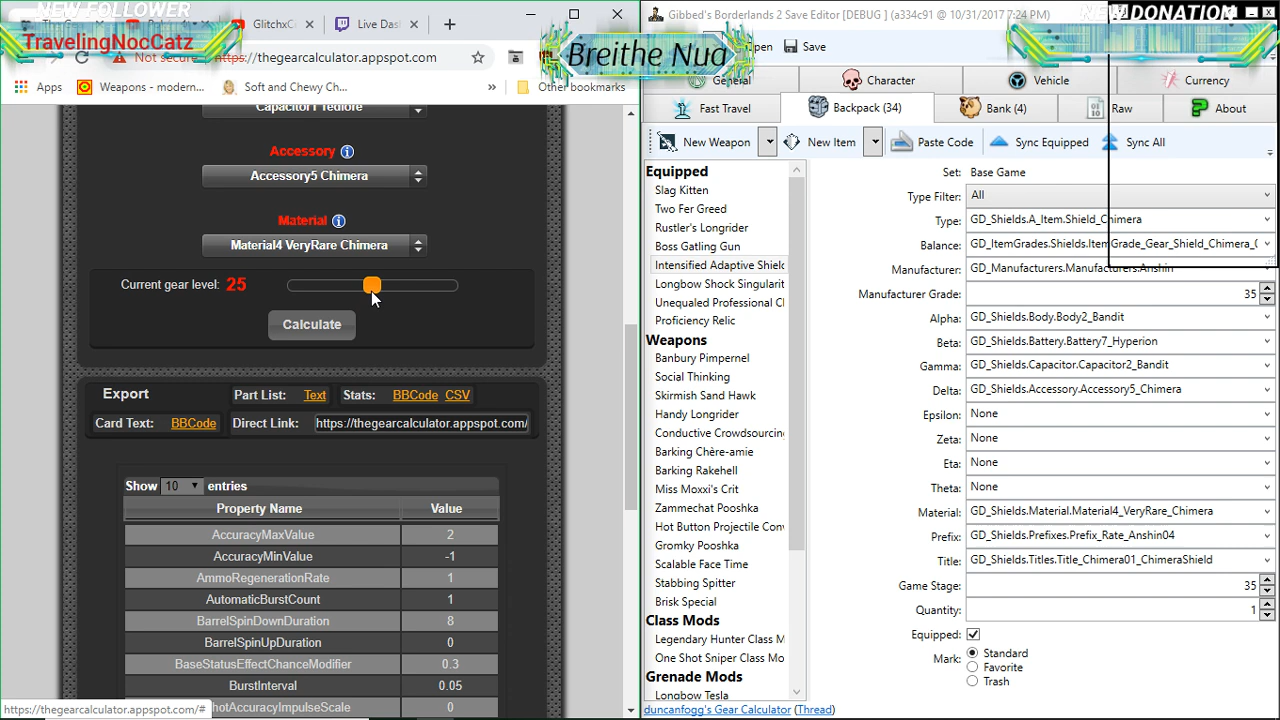 NEW FOLLOWER
TravelingNocCatz
GlitchxC
Live Das
Not secure
https://thegearcalculator.appspot.com
Apps
Weapons - modern...
Soft and Chewy Ch...
Other bookmarks
Breithe Nua
Capacitor1 Tediore
Accessory
Accessory5 Chimera
Material
Material4 VeryRare Chimera
Current gear level: 25
Calculate
Export
Part List: Text Stats: BBCode CSV
Card Text: BBCode Direct Link: https://thegearcalculator.appspot.com/
Show 10 entries
Property Name Value
AccuracyMaxValue 2
AccuracyMinValue -1
AmmoRegenerationRate 1
AutomaticBurstCount 1
BarrelSpinDownDuration 8
BarrelSpinUpDuration 0
BaseStatusEffectChanceModifier 0.3
BurstInterval 0.05
hotAccuracyImpulseScale 0
https://thegearcalculator.appspot.com/#
Gibbed's Borderlands 2 Save Editor [DEBUG ] (a334c91 @ 10/31/2017 7:24 PM)
NEW DONATION
Open Save
General Character Vehicle Currency
Fast Travel Backpack (34) Bank (4) Raw About
New Weapon New Item Paste Code Sync Equipped Sync All
Equipped
Slag Kitten
Two Fer Greed
Rustler's Longrider
Boss Gatling Gun
Intensified Adaptive Shield
Longbow Shock Singularit
Unequaled Professional Cl
Proficiency Relic
Weapons
Banbury Pimpernel
Social Thinking
Skirmish Sand Hawk
Handy Longrider
Conductive Crowdsourc
Barking Chère-amie
Barking Rakehell
Miss Moxxi's Crit
Zammechat Pooshka
Hot Button Projectile Con
Gromky Pooshka
Scalable Face Time
Stabbing Spitter
Brisk Special
Class Mods
Legendary Hunter Class M
One Shot Sniper Class M
Grenade Mods
Longbow Tesla
Set: Base Game
Type Filter: All
Type: GD_Shields.A_Item.Shield_Chimera
Balance: GD_ItemGrades.Shields.ItemGrade_Gear_Shield_Chimera_0
Manufacturer: GD_Manufacturers.Manufacturers.Anshin
Manufacturer Grade: 35
Alpha: GD_Shields.Body.Body2_Bandit
Beta: GD_Shields.Battery.Battery7_Hyperion
Gamma: GD_Shields.Capacitor.Capacitor2_Bandit
Delta: GD_Shields.Accessory.Accessory5_Chimera
Epsilon: None
Zeta: None
Eta: None
Theta: None
Material: GD_Shields.Material.Material4_VeryRare_Chimera
Prefix: GD_Shields.Prefixes.Prefix_Rate_Anshin04
Title: GD_Shields.Titles.Title_Chimera01_ChimeraShield
Game Stage: 35
Quantity: 1
Equipped:
Mark: Standard
Favorite
Trash
duncanfogg's Gear Calculator (Thread)